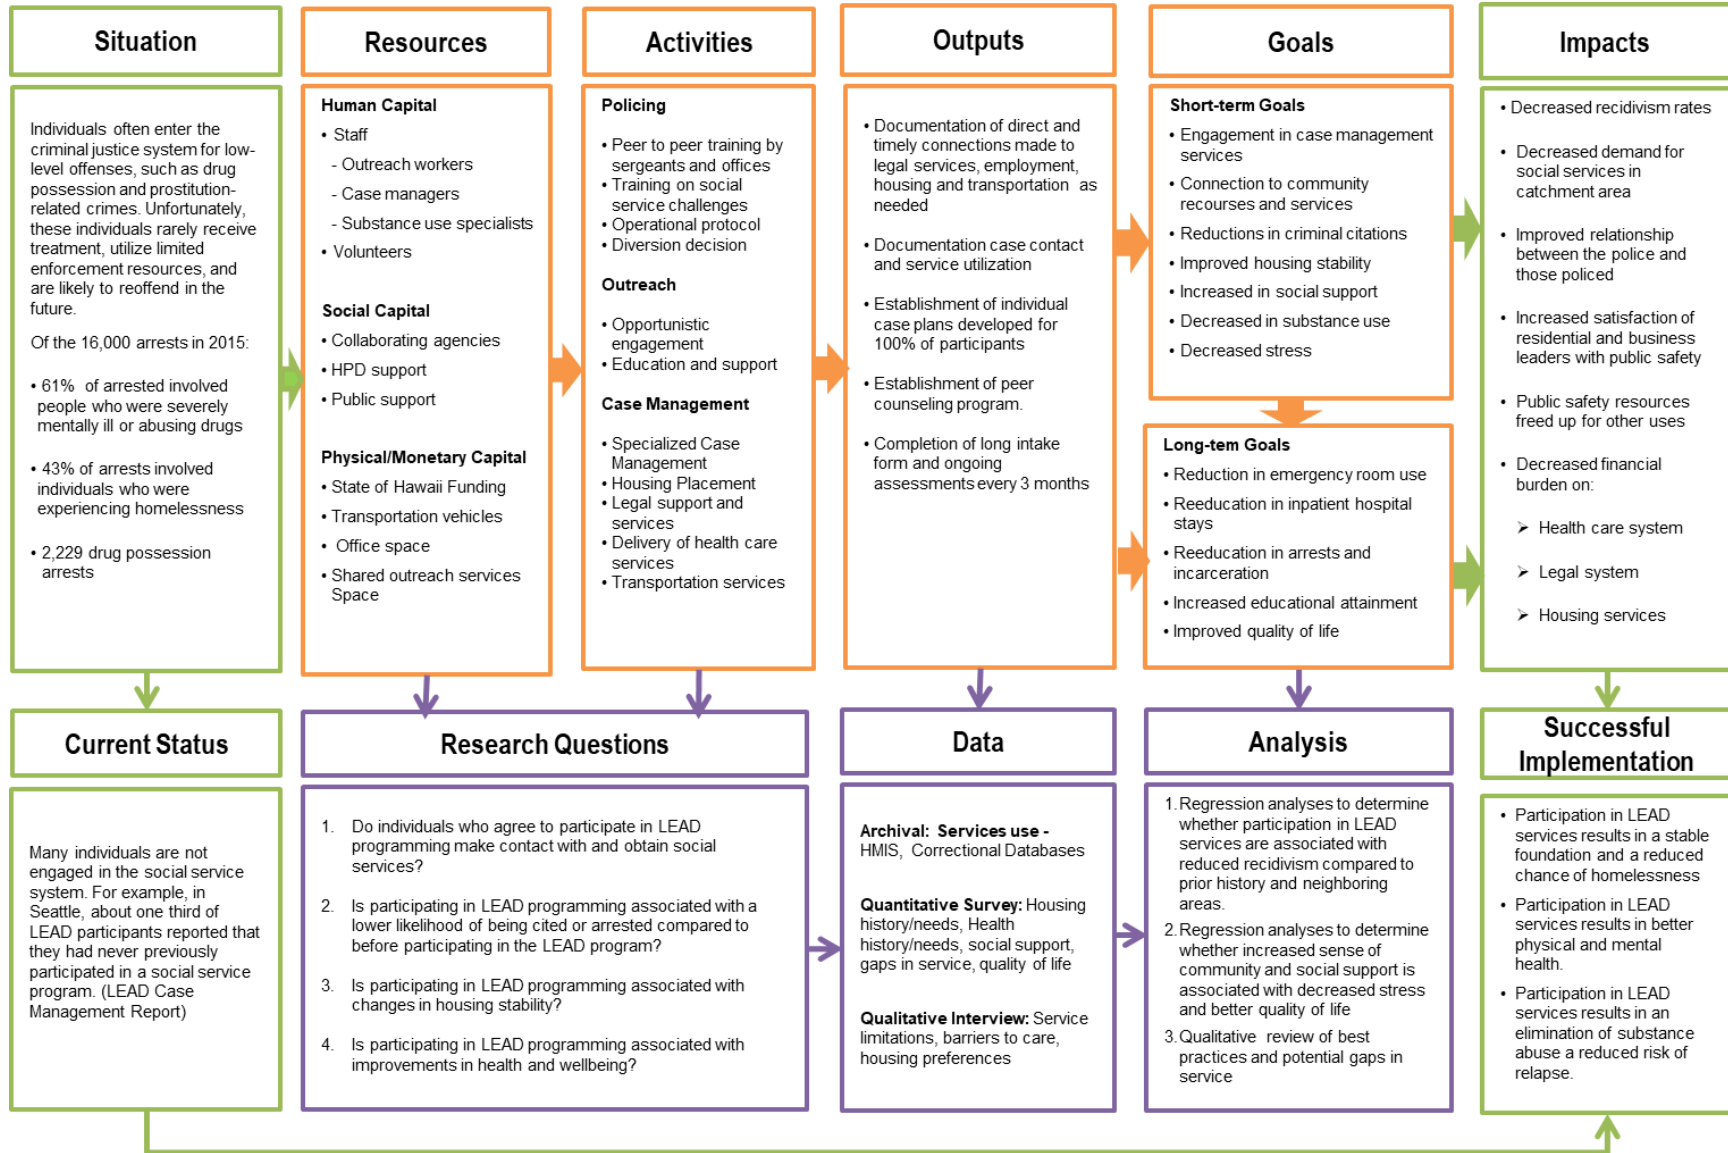 Situation
Individuals often enter the
criminal justice system for low-
level offenses, such as drug
possession and prostitution-
related crimes. Unfortunately,
these individuals rarely receive
treatment, utilize limited
enforcement resources, and
are likely to reoffend in the
future.
Of the 16,000 arrests in 2015:
• 61% of arrested involved
people who were severely
mentally ill or abusing drugs
• 43% of arrests involved
individuals who were
experiencing homelessness
• 2,229 drug possession
arrests
Resources
Human Capital
• Staff
- Outreach workers
- Case managers
- Substance use specialists
• Volunteers
Social Capital
• Collaborating agencies
• HPD support
• Public support
Physical/Monetary Capital
• State of Hawaii Funding
• Transportation vehicles
• Office space
• Shared outreach services
Space
Activities
Policing
• Peer to peer training by
sergeants and offices
• Training on social
service challenges
• Operational protocol
• Diversion decision
Outreach
• Opportunistic
engagement
• Education and support
Case Management
• Specialized Case
Management
• Housing Placement
• Legal support and
services
• Delivery of health care
services
• Transportation services
Outputs
• Documentation of direct and
timely connections made to
legal services, employment,
housing and transportation as
needed
• Documentation case contact
and service utilization
• Establishment of individual
case plans developed for
100% of participants
• Establishment of peer
counseling program.
• Completion of long intake
form and ongoing
assessments every 3 months
Goals
Short-term Goals
• Engagement in case management
services
• Connection to community
recourses and services
• Reductions in criminal citations
• Improved housing stability
• Increased in social support
• Decreased in substance use
• Decreased stress
Long-tem Goals
• Reduction in emergency room use
• Reeducation in inpatient hospital
stays
• Reeducation in arrests and
incarceration
• Increased educational attainment
• Improved quality of life
Impacts
• Decreased recidivism rates
• Decreased demand for
social services in
catchment area
• Improved relationship
between the police and
those policed
• Increased satisfaction of
residential and business
leaders with public safety
• Public safety resources
freed up for other uses
• Decreased financial
burden on:
➢ Health care system
➢ Legal system
➢ Housing services
Current Status
Many individuals are not
engaged in the social service
system. For example, in
Seattle, about one third of
LEAD participants reported that
they had never previously
participated in a social service
program. (LEAD Case
Management Report)
Research Questions
1. Do individuals who agree to participate in LEAD
programming make contact with and obtain social
services?
2. Is participating in LEAD programming associated with a
lower likelihood of being cited or arrested compared to
before participating in the LEAD program?
3. Is participating in LEAD programming associated with
changes in housing stability?
4. Is participating in LEAD programming associated with
improvements in health and wellbeing?
Data
Archival: Services use -
HMIS, Correctional Databases
Quantitative Survey: Housing
history/needs, Health
history/needs, social support,
gaps in service, quality of life
Qualitative Interview: Service
limitations, barriers to care,
housing preferences
Analysis
1. Regression analyses to determine
whether participation in LEAD
services are associated with
reduced recidivism compared to
prior history and neighboring
areas.
2. Regression analyses to determine
whether increased sense of
community and social support is
associated with decreased stress
and better quality of life
3. Qualitative review of best
practices and potential gaps in
service
Successful
Implementation
• Participation in LEAD
services results in a stable
foundation and a reduced
chance of homelessness
• Participation in LEAD
services results in better
physical and mental
health.
• Participation in LEAD
services results in an
elimination of substance
abuse a reduced risk of
relapse.